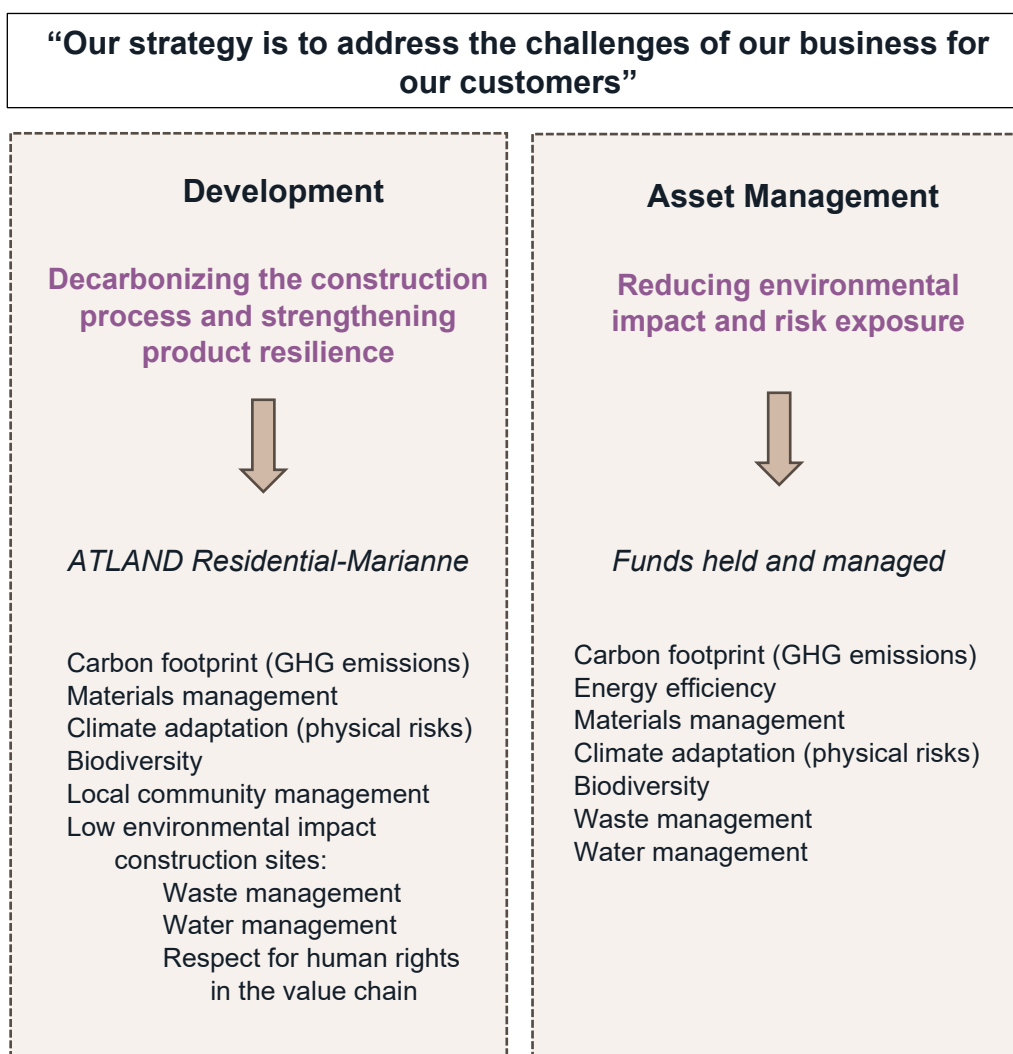 “Our strategy is to address the challenges of our business for
our customers”
Development
Decarbonizing the construction
process and strengthening
product resilience
ATLAND Residential-Marianne
Carbon footprint (GHG emissions)
Materials management
Climate adaptation (physical risks)
Biodiversity
Local community management
Low environmental impact
construction sites:
Waste management
Water management
Respect for human rights
in the value chain
Asset Management
Reducing environmental
impact and risk exposure
Funds held and managed
Carbon footprint (GHG emissions)
Energy efficiency
Materials management
Climate adaptation (physical risks)
Biodiversity
Waste management
Water management